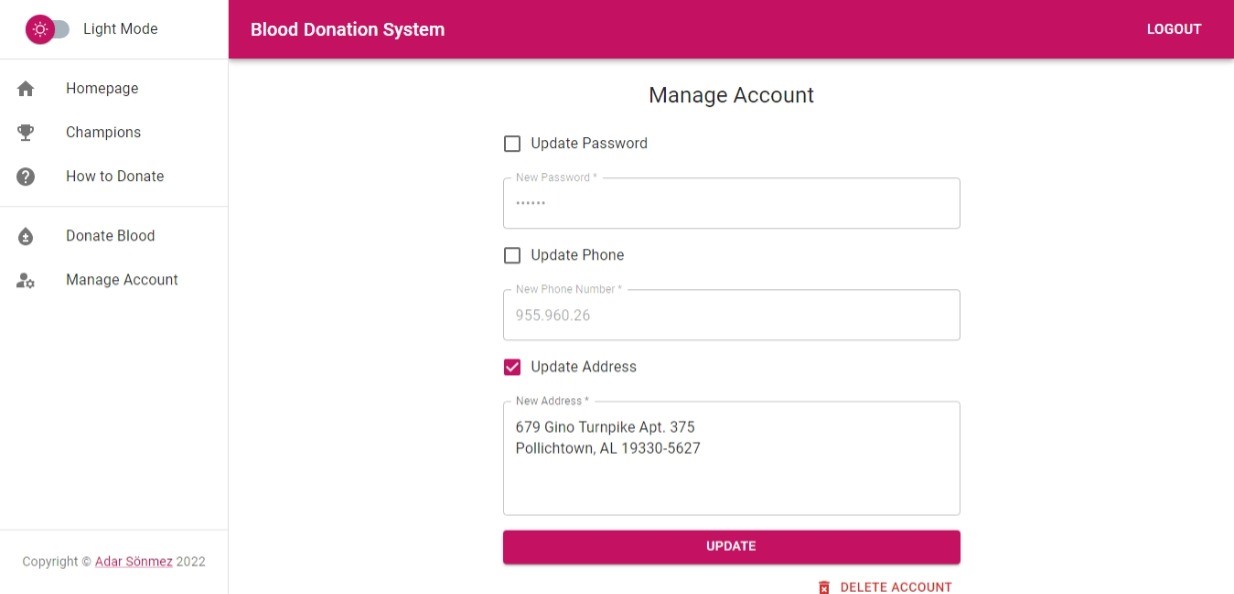 Light Mode
Blood Donation System
LOGOUT
Homepage
Champions
How to Donate
Donate Blood
Manage Account
Copyright © Adar Sönmez 2022
Manage Account
Update Password
New Password *
••••••
Update Phone
New Phone Number *
955.960.26
Update Address
New Address *
679 Gino Turnpike Apt. 375
Pollichtown, AL 19330-5627
UPDATE
DELETE ACCOUNT